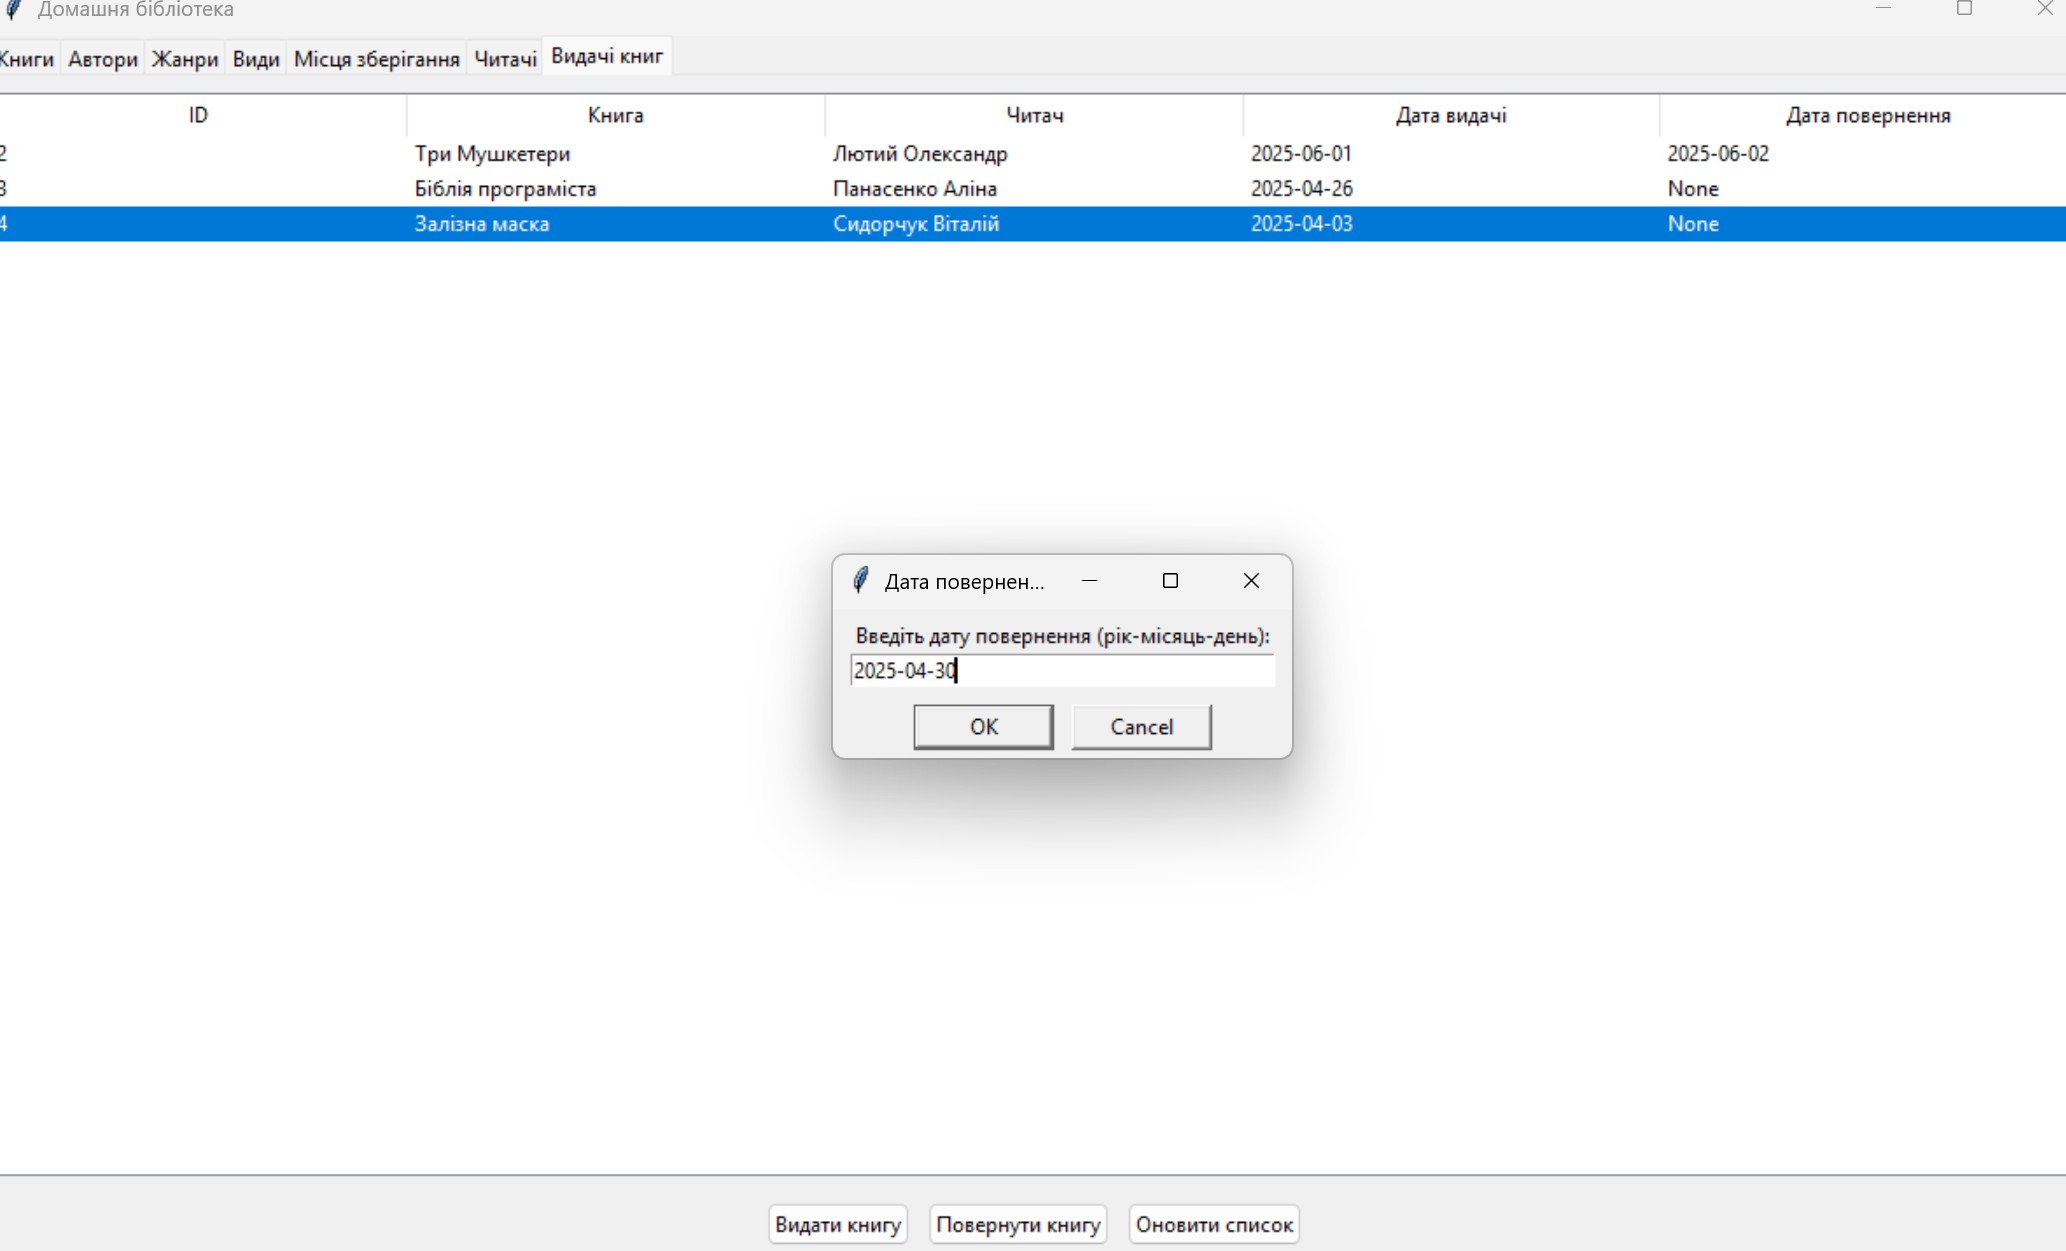 Домашня бібліотека
Книги Автори Жанри Види Місця зберігання Читачі Видачі книг
ID Книга Читач Дата видачі Дата повернення
2 Три Мушкетери Лютий Олександр 2025-06-01 2025-06-02
3 Біблія програміста Панасенко Аліна 2025-04-26 None
4 Залізна маска Сидорчук Віталій 2025-04-03 None
Дата повернен...
Введіть дату повернення (рік-місяць-день):
2025-04-30
OK Cancel
Видати книгу Повернути книгу Оновити список